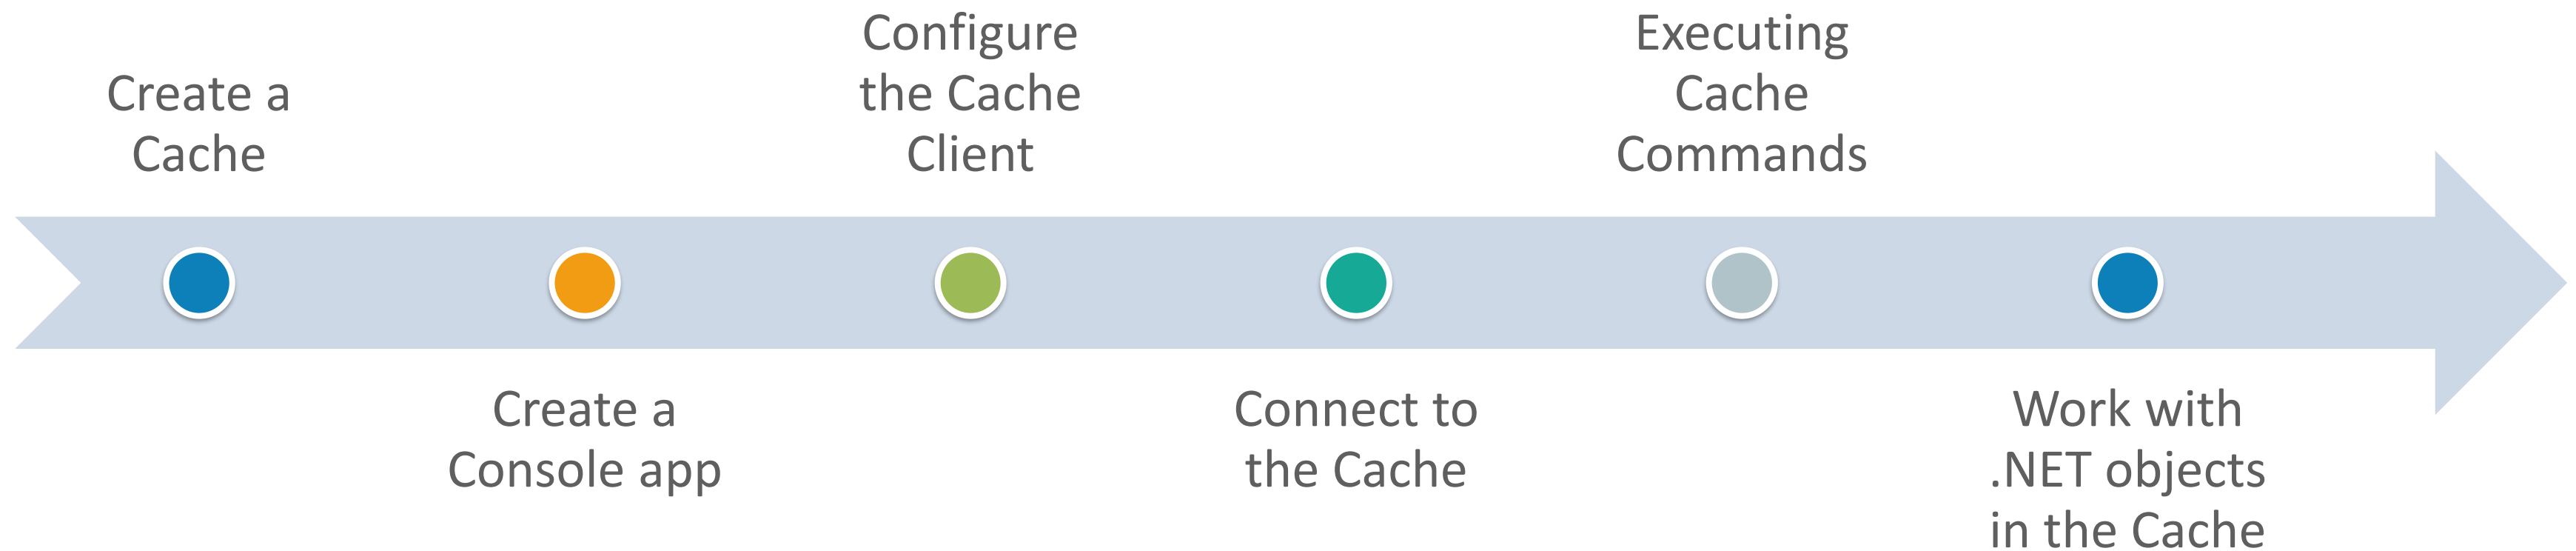 Create a
Cache
Create a
Console app
Configure
the Cache
Client
Connect to
the Cache
Executing
Cache
Commands
Work with
.NET objects
in the Cache